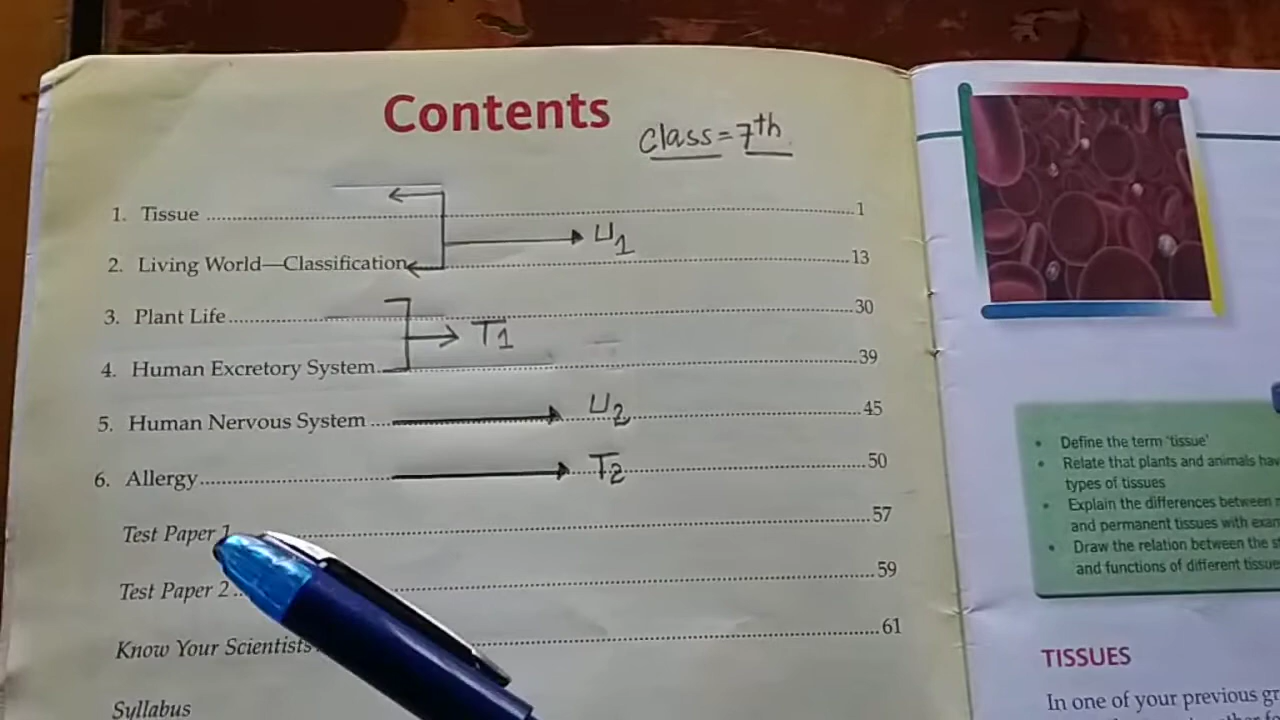 Contents
Class = 7th
1. Tissue ........ 1
U1
2. Living World—Classification ........ 13
3. Plant Life ........ 30
T1
4. Human Excretory System ........ 39
5. Human Nervous System ........ 45
U2
6. Allergy ........ 50
T2
Test Paper 1 ........ 57
Test Paper 2 ........ 59
Know Your Scientists ........ 61
Syllabus
• Define the term 'tissue'
• Relate that plants and animals
types of tissues
• Explain the differences between
and permanent tissues with
• Draw the relation between the
and functions of different
TISSUES
In one of your previous